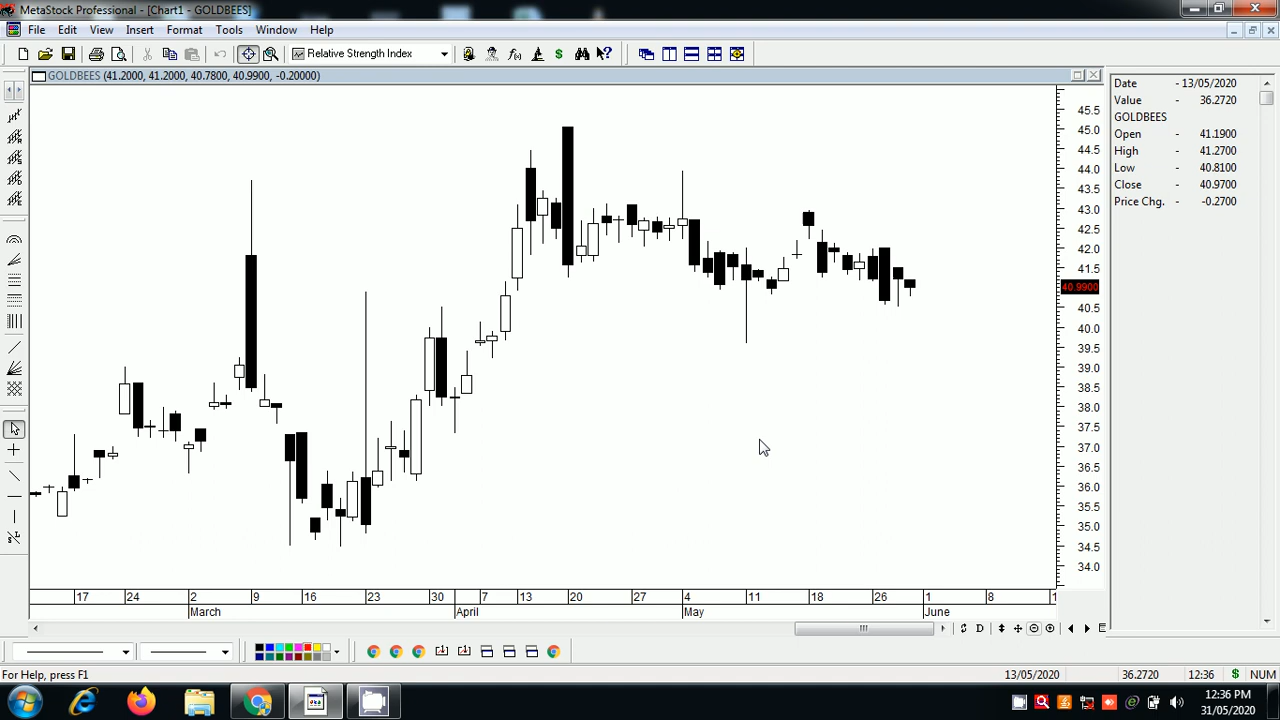 MetaStock Professional - [Chart1 - GOLDBEES]
File Edit View Insert Format Tools Window Help
Relative Strength Index
GOLDBEES (41.2000, 41.2000, 40.7800, 40.9900, -0.20000)
Date - 13/05/2020
Value - 36.2720
GOLDBEES
Open - 41.1900
High - 41.2700
Low - 40.8100
Close - 40.9700
Price Chg. - -0.2700
45.5
45.0
44.5
44.0
43.5
43.0
42.5
42.0
41.5
40.9900
40.5
40.0
39.5
39.0
38.5
38.0
37.5
37.0
36.5
36.0
35.5
35.0
34.5
34.0
17 24 2 9 16 23 30 7 13 20 27 4 11 18 26 1 8 1
March April May June
D
For Help, press F1
13/05/2020 36.2720 12:36 $ NUM
12:36 PM
31/05/2020